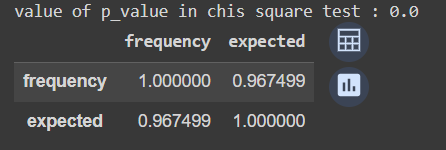 value of p_value in chis square test : 0.0
frequency expected
frequency 1.000000 0.967499
expected 0.967499 1.000000